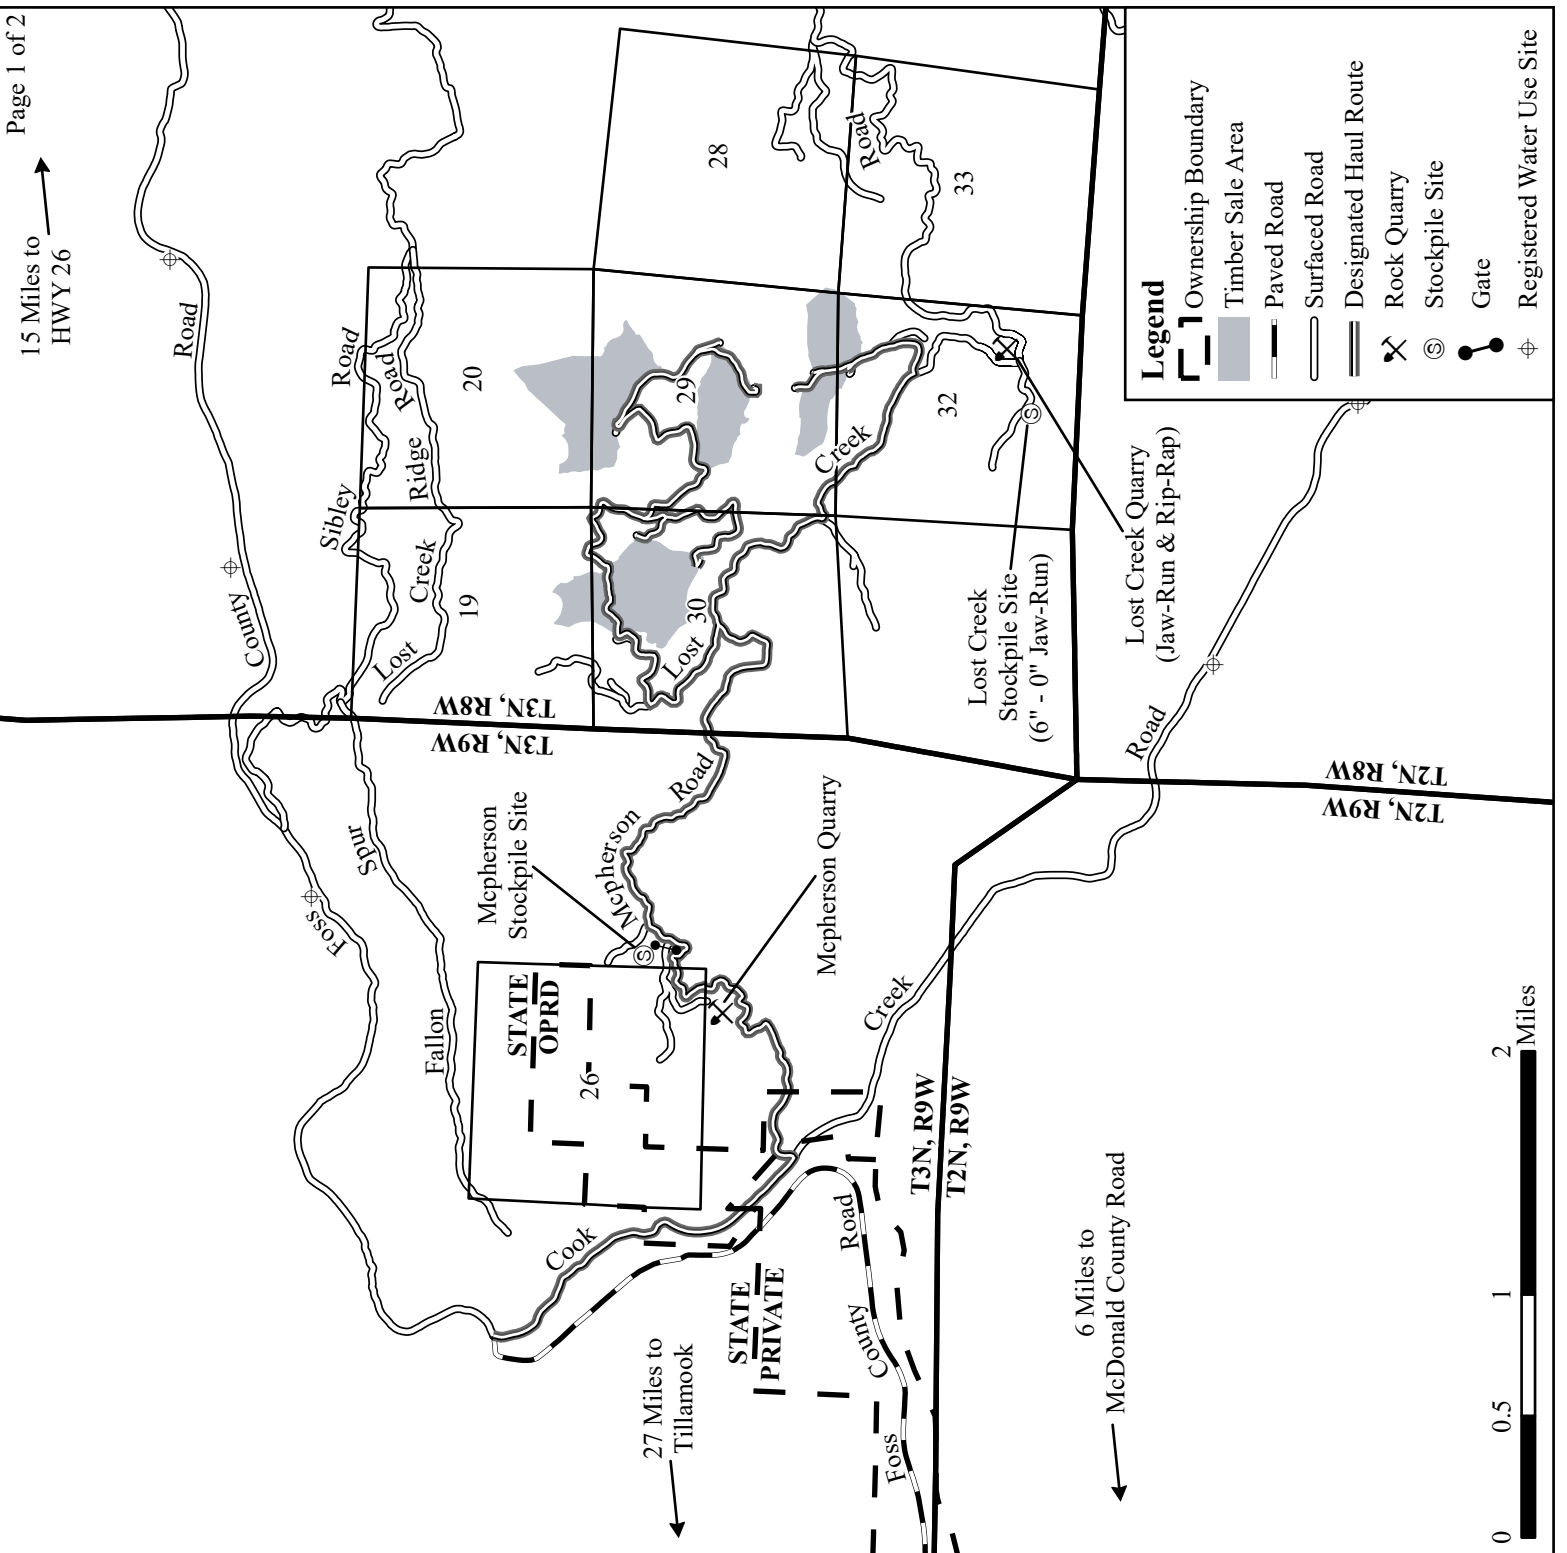 Page 1 of 2
15 Miles to
HWY 26
County
Road
Foss
Sibley
Road
Lost
Creek
Ridge
Road
Fallon
Spur
20
19
28
29
30
32
33
26
Road
Lost
Creek
Mcpherson
Road
Cook
Creek
Road
Foss
County
Road
T3N, R8W
T3N, R9W
T2N, R8W
T2N, R9W
T3N, R9W
T2N, R9W
STATE
OPRD
STATE
PRIVATE
Mcpherson
Stockpile Site
Mcpherson Quarry
Lost Creek
Stockpile Site
(6" - 0" Jaw-Run)
Lost Creek Quarry
(Jaw-Run & Rip-Rap)
27 Miles to
Tillamook
6 Miles to
McDonald County Road
S
S
Legend
Ownership Boundary
Timber Sale Area
Paved Road
Surfaced Road
Designated Haul Route
Rock Quarry
S Stockpile Site
Gate
Registered Water Use Site
0 0.5 1 2
Miles